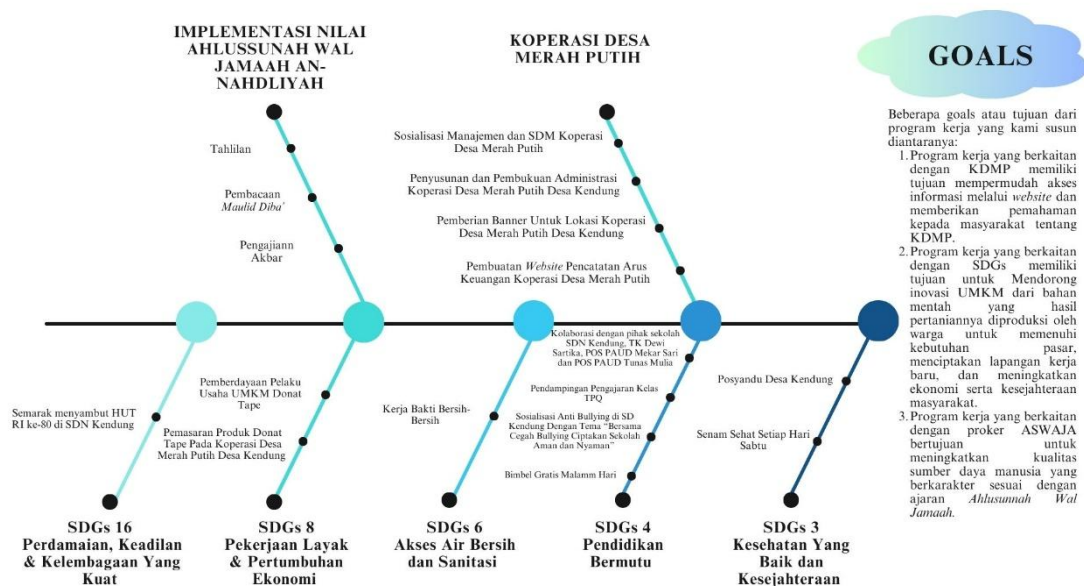 IMPLEMENTASI NILAI
AHLUSSUNAH WAL
JAMAAH AN-
NAHDLIYAH
Tahlilan
Pembacaan
Maulid Diba'
Pengajiann
Akbar
KOPERASI DESA
MERAH PUTIH
Sosialisasi Manajemen dan SDM Koperasi
Desa Merah Putih
Penyusunan dan Pembukuan Administrasi
Koperasi Desa Merah Putih Desa Kendung
Pemberian Banner Untuk Lokasi Koperasi
Desa Merah Putih Desa Kendung
Pembuatan Website Pencatatan Arus
Keuangan Koperasi Desa Merah Putih
Semarak menyambut HUT
RI ke-80 di SDN Kendung
SDGs 16
Perdamaian, Keadilan
& Kelembagaan Yang
Kuat
Pemberdayaan Pelaku
Usaha UMKM Donat
Tape
Pemasaran Produk Donat
Tape Pada Koperasi Desa
Merah Putih Desa Kendung
SDGs 8
Pekerjaan Layak
& Pertumbuhan
Ekonomi
Kerja Bakti Bersih-
Bersih
SDGs 6
Akses Air Bersih
dan Sanitasi
Kolaborasi dengan pihak sekolah
SDN Kendung, TK Dewi
Sartika, POS PAUD Mekar Sari
dan POS PAUD Tunas Mulia
Pendampingan Pengajaran Kelas
TPQ
Sosialisasi Anti Bullying di SD
Kendung Dengan Tema "Bersama
Cegah Bullying Ciptakan Sekolah
Aman dan Nyaman"
Bimbel Gratis Malamm Hari
SDGs 4
Pendidikan
Bermutu
Posyandu Desa Kendung
Senam Sehat Setiap Hari
Sabtu
SDGs 3
Kesehatan Yang
Baik dan
Kesejahteraan
GOALS
Beberapa goals atau tujuan dari
program kerja yang kami susun
diantaranya:
1. Program kerja yang berkaitan
dengan KDMP memiliki
tujuan mempermudah akses
informasi melalui website dan
memberikan pemahaman
kepada masyarakat tentang
KDMP.
2. Program kerja yang berkaitan
dengan SDGs memiliki
tujuan untuk Mendorong
inovasi UMKM dari bahan
mentah yang hasil
pertaniannya diproduksi oleh
warga untuk memenuhi
kebutuhan pasar,
menciptakan lapangan kerja
baru, dan meningkatkan
ekonomi serta kesejahteraan
masyarakat.
3. Program kerja yang berkaitan
dengan proker ASWAJA
bertujuan untuk
meningkatkan kualitas
sumber daya manusia yang
berkarakter sesuai dengan
ajaran Ahlusunnah Wal
Jamaah.